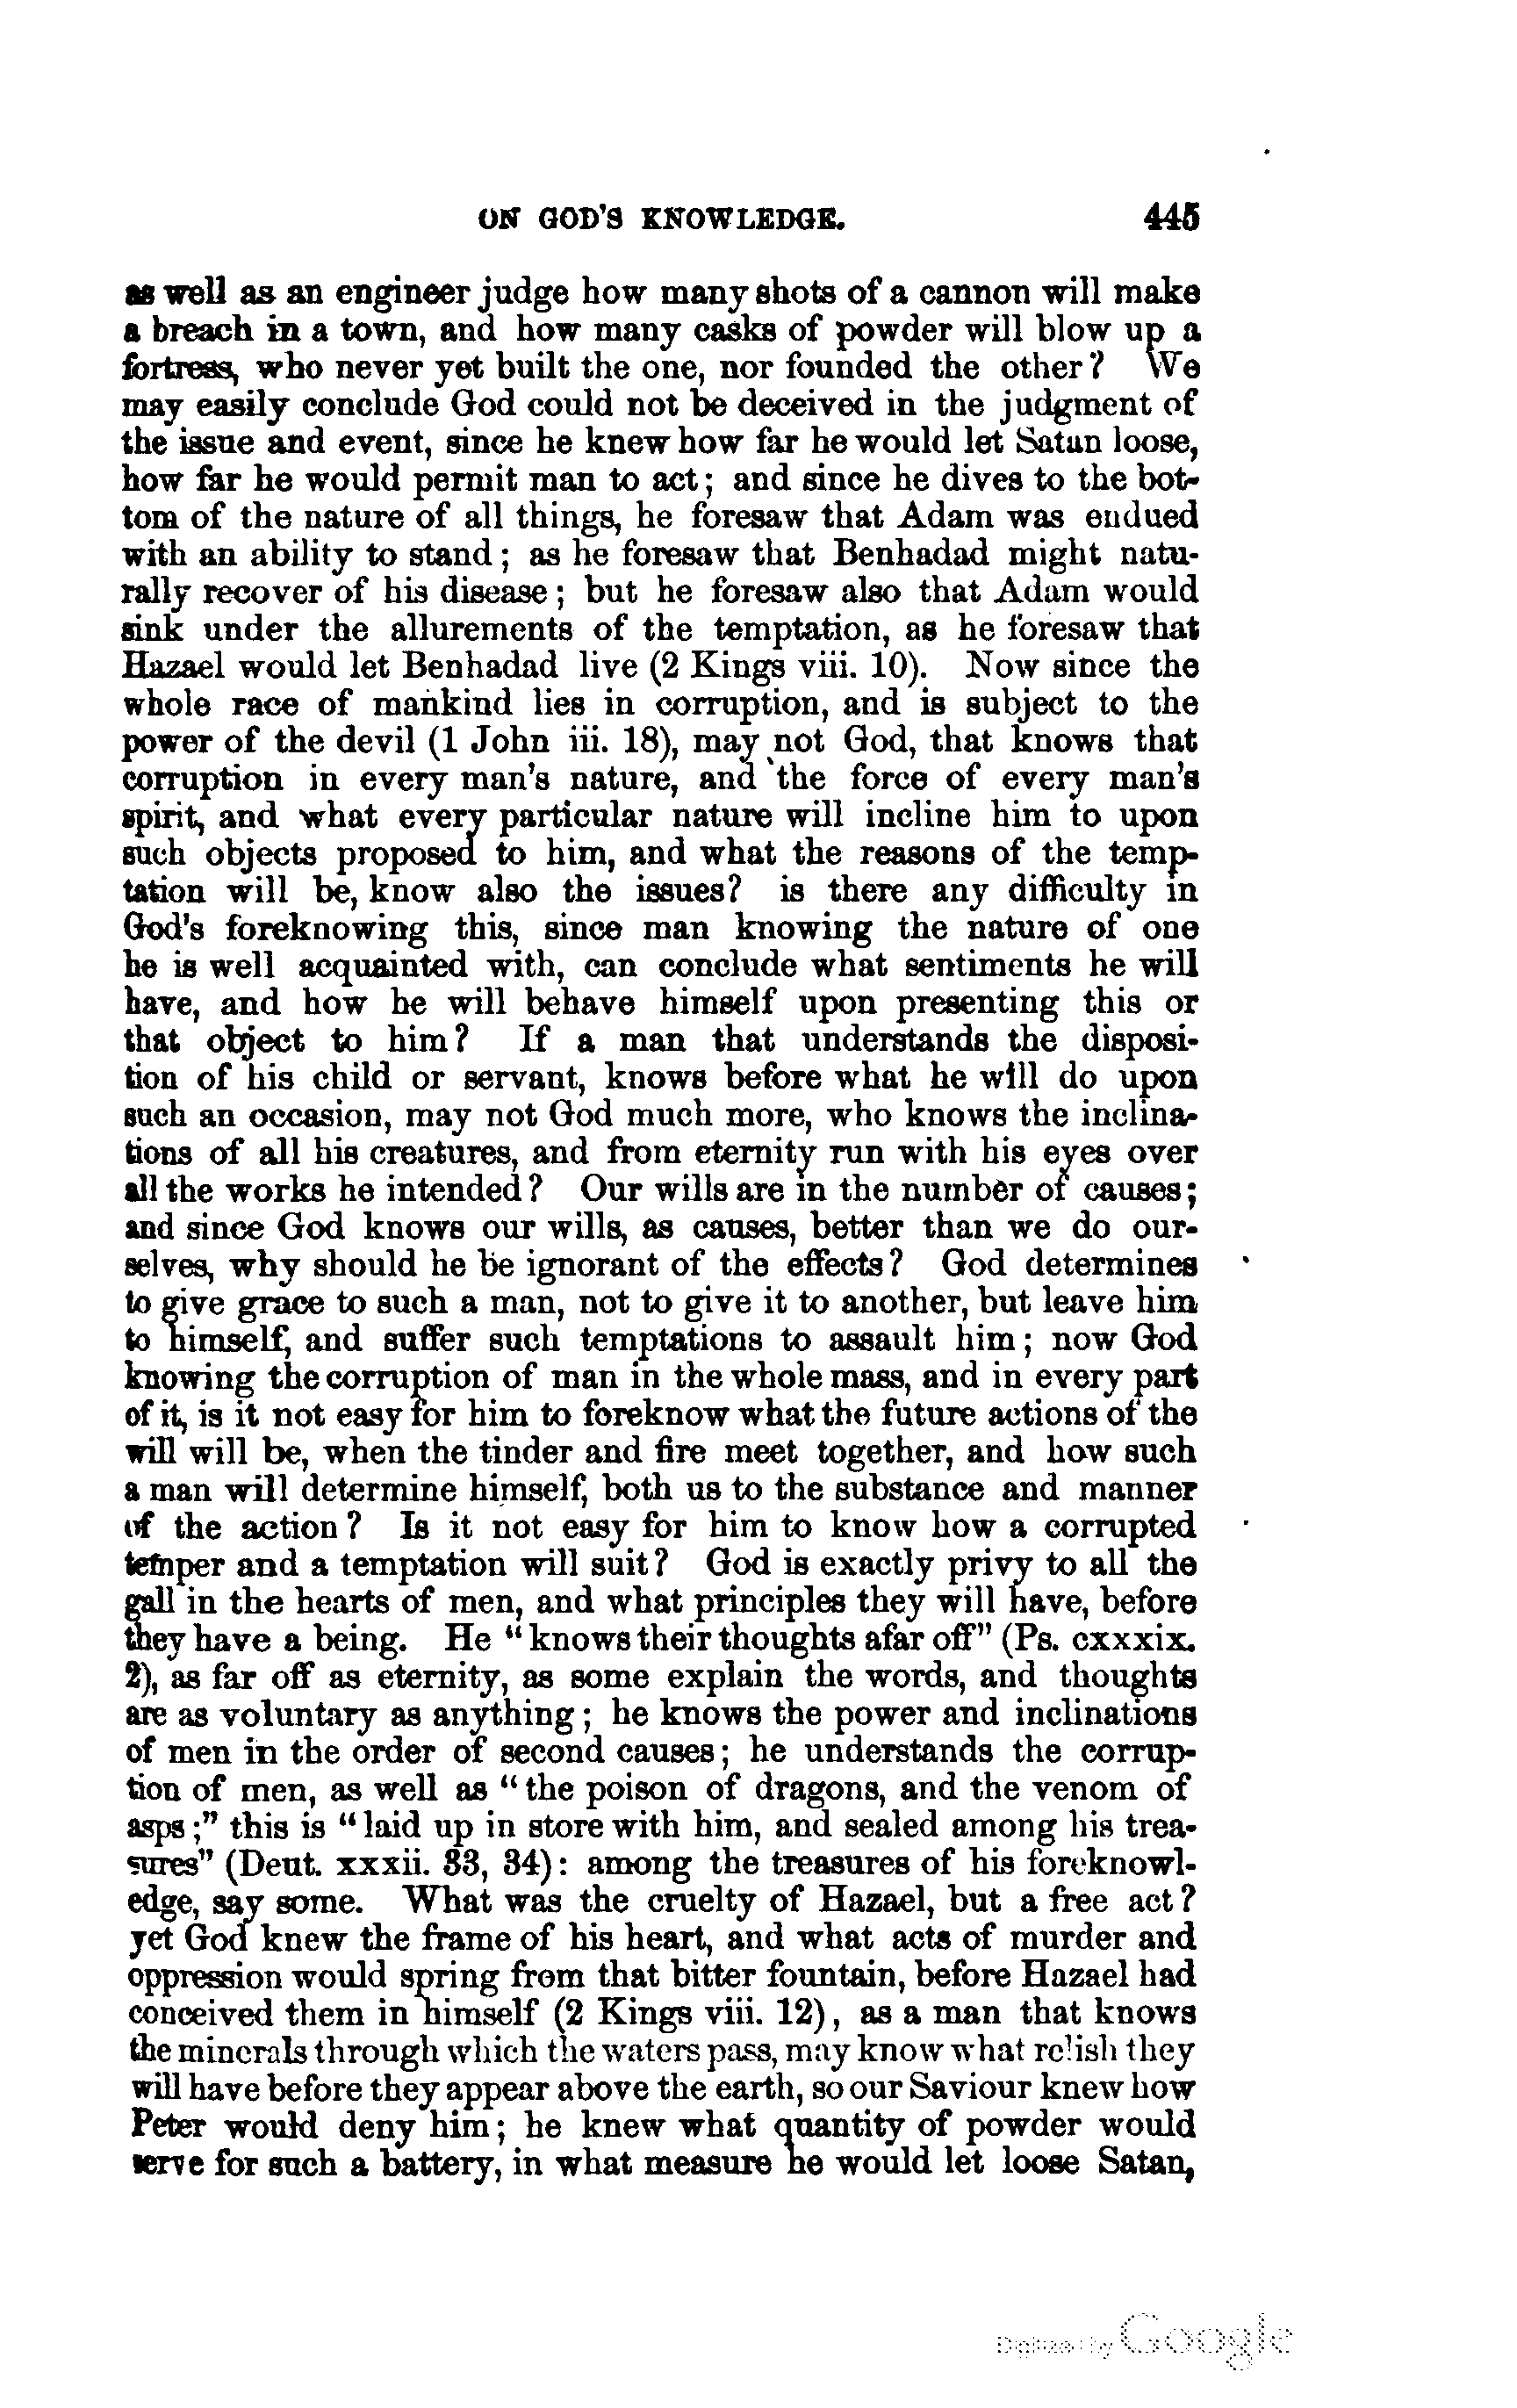 ON GOD'S KNOWLEDGE. 445
as well as an engineer judge how many shots of a cannon will make
a breach in a town, and how many casks of powder will blow up a
fortress, who never yet built the one, nor founded the other? We
may easily conclude God could not be deceived in the judgment of
the issue and event, since he knew how far he would let Satan loose,
how far he would permit man to act; and since he dives to the bot-
tom of the nature of all things, he foresaw that Adam was endued
with an ability to stand; as he foresaw that Benhadad might natu-
rally recover of his disease; but he foresaw also that Adam would
sink under the allurements of the temptation, as he foresaw that
Hazael would let Benhadad live (2 Kings viii. 10). Now since the
whole race of mankind lies in corruption, and is subject to the
power of the devil (1 John iii. 18), may not God, that knows that
corruption in every man's nature, and the force of every man's
spirit, and what every particular nature will incline him to upon
such objects proposed to him, and what the reasons of the temp-
tation will be, know also the issues? is there any difficulty in
God's foreknowing this, since man knowing the nature of one
he is well acquainted with, can conclude what sentiments he will
have, and how he will behave himself upon presenting this or
that object to him? If a man that understands the disposi-
tion of his child or servant, knows before what he will do upon
such an occasion, may not God much more, who knows the inclina-
tions of all his creatures, and from eternity run with his eyes over
all the works he intended? Our wills are in the number of causes;
and since God knows our wills, as causes, better than we do our-
selves, why should he be ignorant of the effects? God determines
to give grace to such a man, not to give it to another, but leave him
to himself, and suffer such temptations to assault him; now God
knowing the corruption of man in the whole mass, and in every part
of it, is it not easy for him to foreknow what the future actions of the
will will be, when the tinder and fire meet together, and how such
a man will determine himself, both us to the substance and manner
of the action? Is it not easy for him to know how a corrupted
temper and a temptation will suit? God is exactly privy to all the
gall in the hearts of men, and what principles they will have, before
they have a being. He "knows their thoughts afar off" (Ps. cxxxix.
2), as far off as eternity, as some explain the words, and thoughts
are as voluntary as anything; he knows the power and inclinations
of men in the order of second causes; he understands the corrup-
tion of men, as well as "the poison of dragons, and the venom of
asps;" this is "laid up in store with him, and sealed among his trea-
sures" (Deut. xxxii. 33, 34): among the treasures of his foreknowl-
edge, say some. What was the cruelty of Hazael, but a free act?
yet God knew the frame of his heart, and what acts of murder and
oppression would spring from that bitter fountain, before Hazael had
conceived them in himself (2 Kings viii. 12), as a man that knows
the minerals through which the waters pass, may know what relish they
will have before they appear above the earth, so our Saviour knew how
Peter would deny him; he knew what quantity of powder would
serve for such a battery, in what measure he would let loose Satan,
Digitized by Google